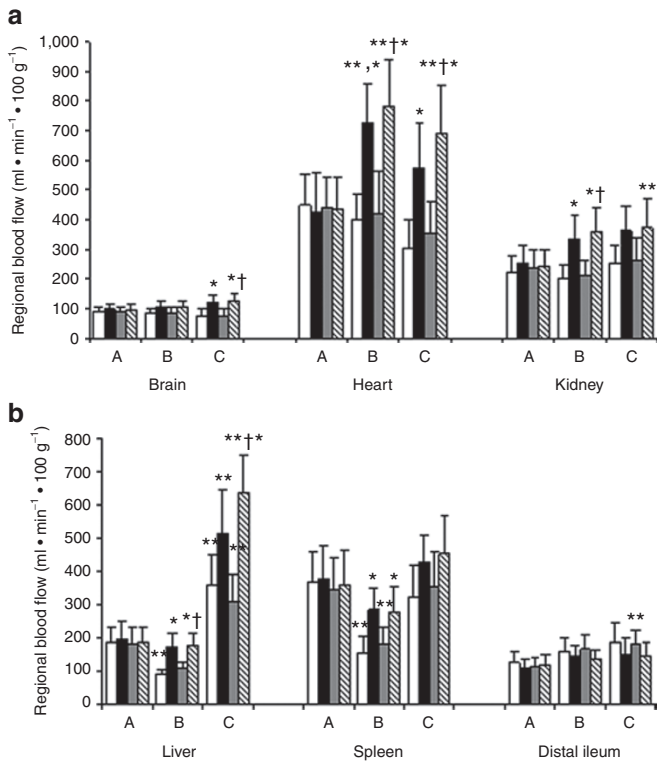 a
Regional blood flow (ml • min−1 • 100 g−1)
1,000
900
800
700
600
500
400
300
200
100
0
* *†
** ,* **†* **†* *
* *† **
A B C A B C A B C
Brain Heart Kidney
b
Regional blood flow (ml • min−1 • 100 g−1)
800
700
600
500
400
300
200
100
0
**†*
**
** **
** * *†
** * ** *
**
A B C A B C A B C
Liver Spleen Distal ileum